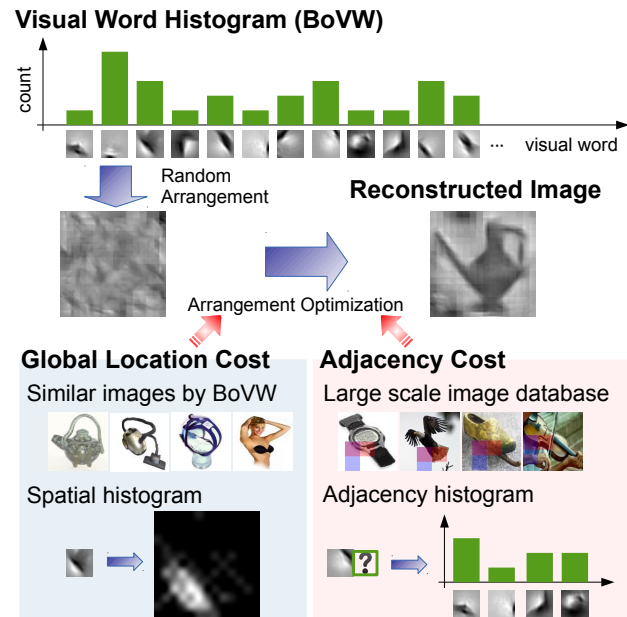 Visual Word Histogram (BoVW)
count
... visual word
Random
Arrangement
Reconstructed Image
Arrangement Optimization
Global Location Cost
Similar images by BoVW
Spatial histogram
Adjacency Cost
Large scale image database
Adjacency histogram
?